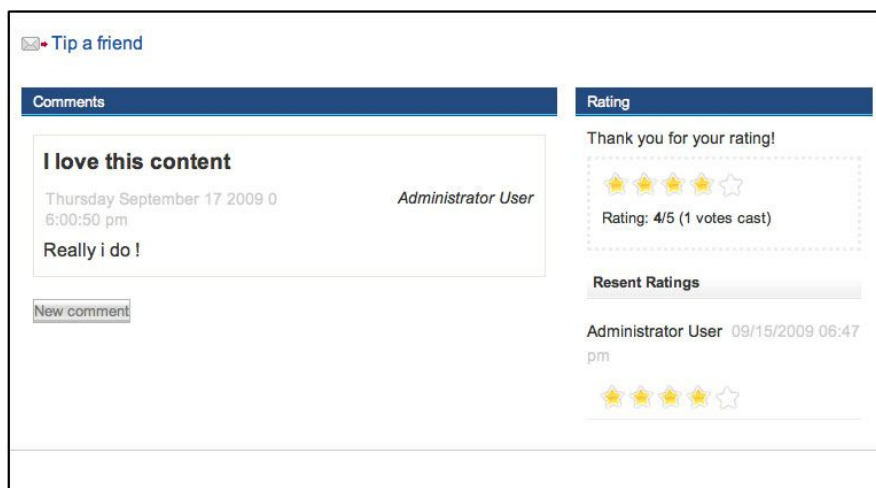 Tip a friend
Comments
I love this content
Thursday September 17 2009 0
6:00:50 pm
Administrator User
Really i do !
New comment
Rating
Thank you for your rating!
Rating: 4/5 (1 votes cast)
Resent Ratings
Administrator User 09/15/2009 06:47
pm